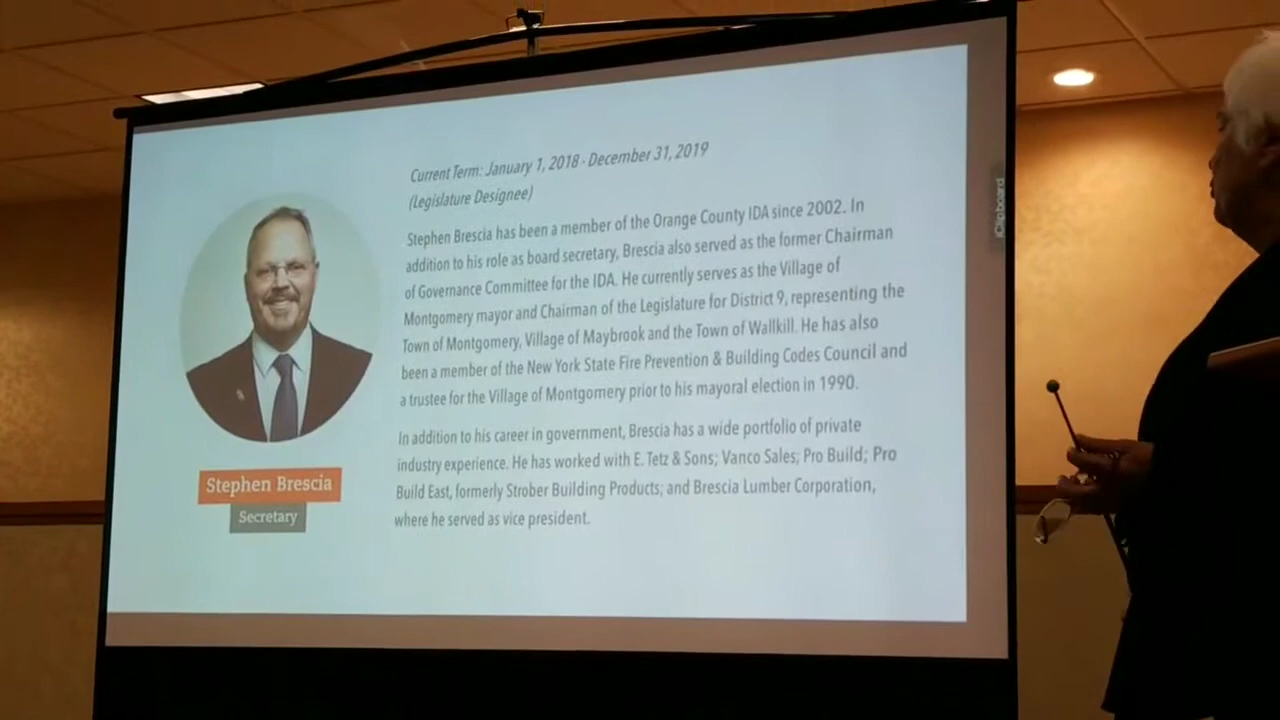 Current Term: January 1, 2018 - December 31, 2019
(Legislature Designee)
Stephen Brescia has been a member of the Orange County IDA since 2002. In
addition to his role as board secretary, Brescia also served as the former Chairman
of Governance Committee for the IDA. He currently serves as the Village of
Montgomery mayor and Chairman of the Legislature for District 9, representing the
Town of Montgomery, Village of Maybrook and the Town of Wallkill. He has also
been a member of the New York State Fire Prevention & Building Codes Council and
a trustee for the Village of Montgomery prior to his mayoral election in 1990.
In addition to his career in government, Brescia has a wide portfolio of private
industry experience. He has worked with E. Tetz & Sons; Vanco Sales; Pro Build; Pro
Build East, formerly Strober Building Products; and Brescia Lumber Corporation,
where he served as vice president.
Stephen Brescia
Secretary
Clipboard